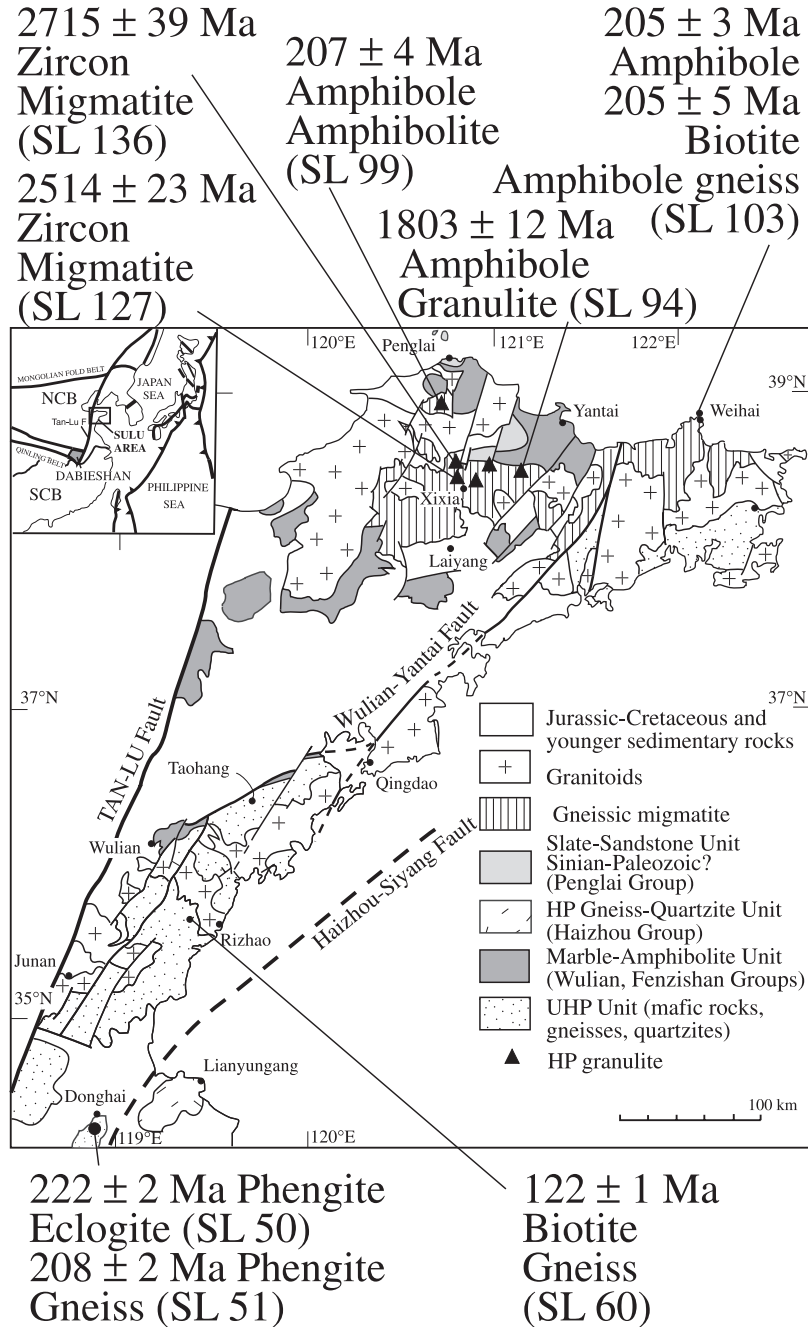 2715 ± 39 Ma
Zircon
Migmatite
(SL 136)
207 ± 4 Ma
Amphibole
Amphibolite
(SL 99)
205 ± 3 Ma
Amphibole
205 ± 5 Ma
Biotite
Amphibole gneiss
(SL 103)
2514 ± 23 Ma
Zircon
Migmatite
(SL 127)
1803 ± 12 Ma
Amphibole
Granulite (SL 94)
120°E
121°E
122°E
39°N
37°N
37°N
35°N
119°E
120°E
MONGOLIAN FOLD BELT
NCB
JAPAN
SEA
Tan-Lu F
SULU
AREA
QINLING BELT
DABIESHAN
SCB
PHILIPPINE
SEA
Penglai
Yantai
Weihai
Xixia
Laiyang
TAN-LU Fault
Wulian-Yantai Fault
Haizhou-Siyang Fault
Taohang
Qingdao
Wulian
Rizhao
Junan
Lianyungang
Donghai
Jurassic-Cretaceous and
younger sedimentary rocks
Granitoids
Gneissic migmatite
Slate-Sandstone Unit
Sinian-Paleozoic?
(Penglai Group)
HP Gneiss-Quartzite Unit
(Haizhou Group)
Marble-Amphibolite Unit
(Wulian, Fenzishan Groups)
UHP Unit (mafic rocks,
gneisses, quartzites)
HP granulite
100 km
222 ± 2 Ma Phengite
Eclogite (SL 50)
208 ± 2 Ma Phengite
Gneiss (SL 51)
122 ± 1 Ma
Biotite
Gneiss
(SL 60)